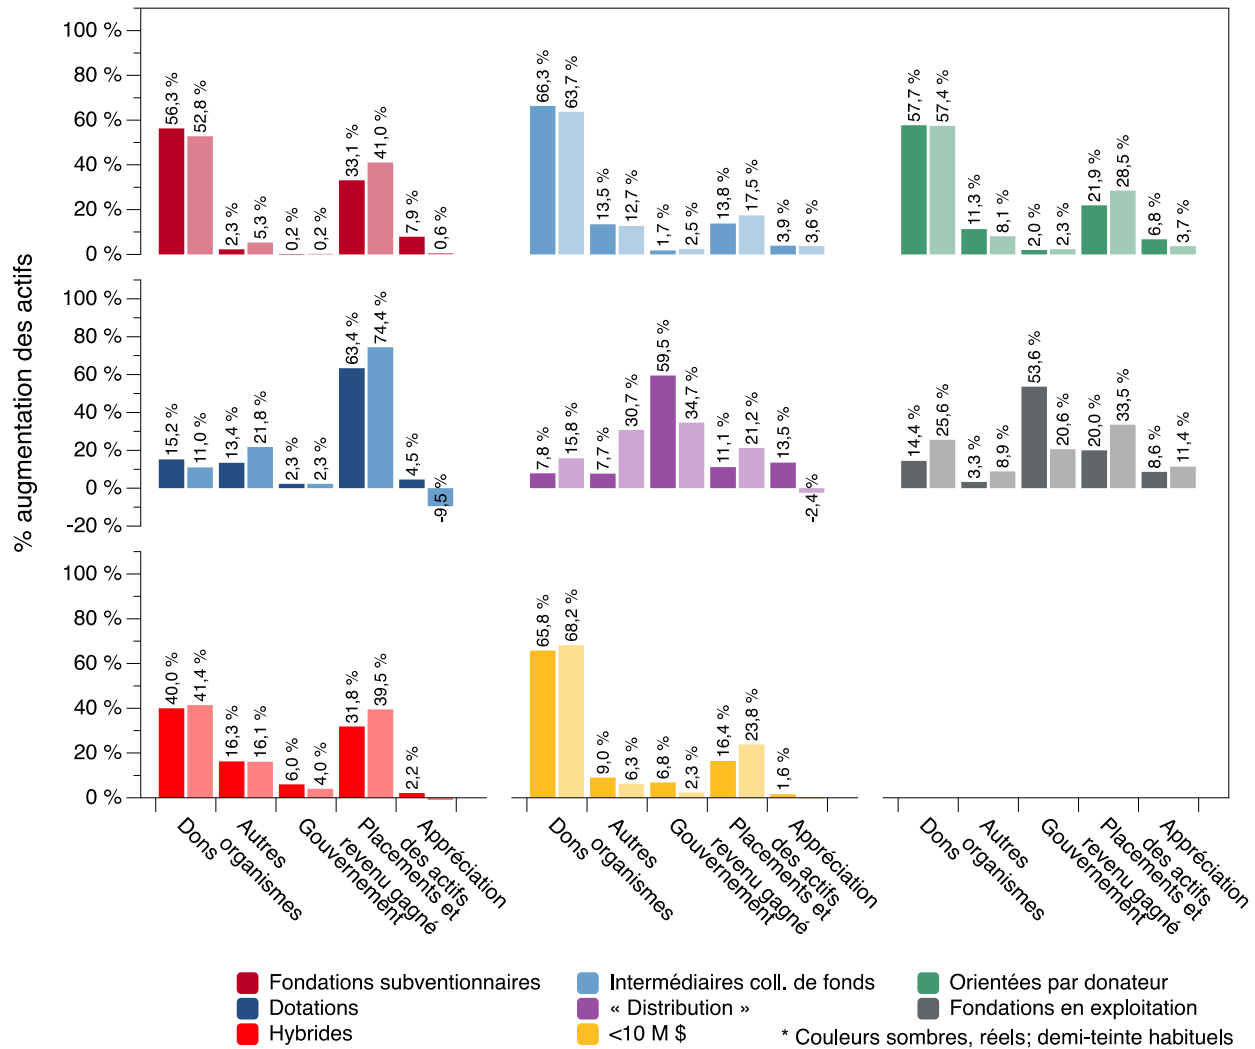 % augmentation des actifs
100 %
80 %
60 %
40 %
20 %
0 %
56,3 %
52,8 %
2,3 %
5,3 %
0,2 %
0,2 %
33,1 %
41,0 %
7,9 %
0,6 %
66,3 %
63,7 %
13,5 %
12,7 %
1,7 %
2,5 %
13,8 %
17,5 %
3,9 %
3,6 %
57,7 %
57,4 %
11,3 %
8,1 %
2,0 %
2,3 %
21,9 %
28,5 %
6,8 %
3,7 %
100 %
80 %
60 %
40 %
20 %
0 %
-20 %
15,2 %
11,0 %
13,4 %
21,8 %
2,3 %
2,3 %
63,4 %
74,4 %
4,5 %
-9,5 %
7,8 %
15,8 %
7,7 %
30,7 %
59,5 %
34,7 %
11,1 %
21,2 %
13,5 %
-2,4 %
14,4 %
25,6 %
3,3 %
8,9 %
53,6 %
20,6 %
20,0 %
33,5 %
8,6 %
11,4 %
100 %
80 %
60 %
40 %
20 %
0 %
40,0 %
41,4 %
16,3 %
16,1 %
6,0 %
4,0 %
31,8 %
39,5 %
2,2 %
65,8 %
68,2 %
9,0 %
6,3 %
6,8 %
2,3 %
16,4 %
23,8 %
1,6 %
Dons
Autres
organismes
Gouvernement
Placements et
revenu gagné
Appréciation
des actifs
Dons
Autres
organismes
Gouvernement
Placements et
revenu gagné
Appréciation
des actifs
Dons
Autres
organismes
Gouvernement
Placements et
revenu gagné
Appréciation
des actifs
Fondations subventionnaires
Intermédiaires coll. de fonds
Orientées par donateur
Dotations
« Distribution »
Fondations en exploitation
Hybrides
<10 M $
* Couleurs sombres, réels; demi-teinte habituels